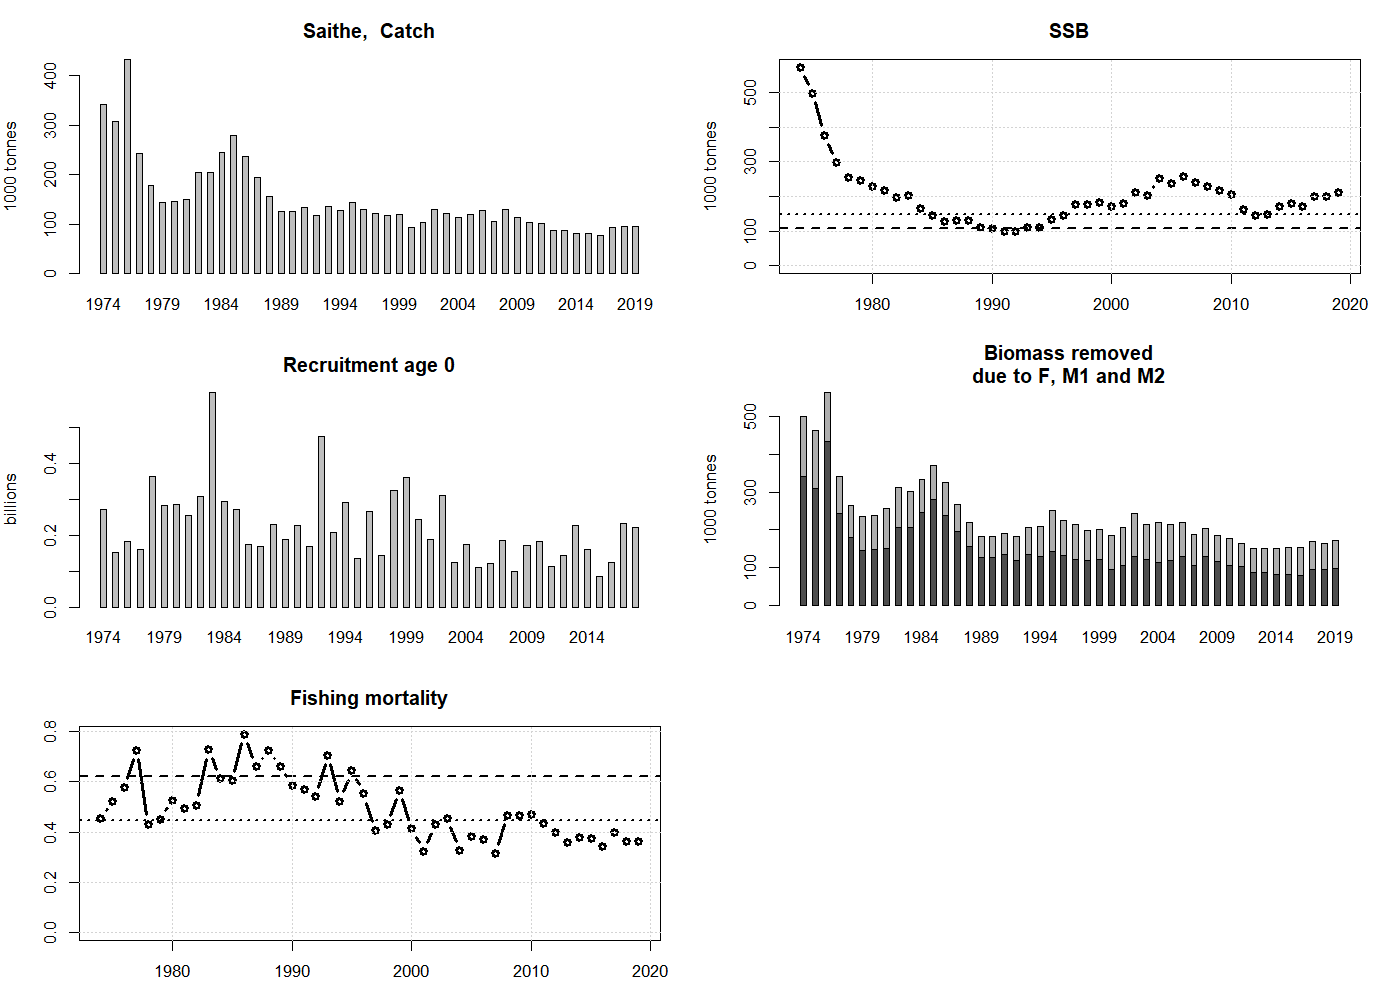 Saithe,  Catch
1000 tonnes
0 100 200 300 400
1974 1979 1984 1989 1994 1999 2004 2009 2014 2019
SSB
1000 tonnes
0 100 300 500
1980 1990 2000 2010 2020
Recruitment age 0
billions
0.0 0.2 0.4
1974 1979 1984 1989 1994 1999 2004 2009 2014
Biomass removed
due to F, M1 and M2
1000 tonnes
0 100 300 500
1974 1979 1984 1989 1994 1999 2004 2009 2014 2019
Fishing mortality
0.0 0.2 0.4 0.6 0.8
1980 1990 2000 2010 2020